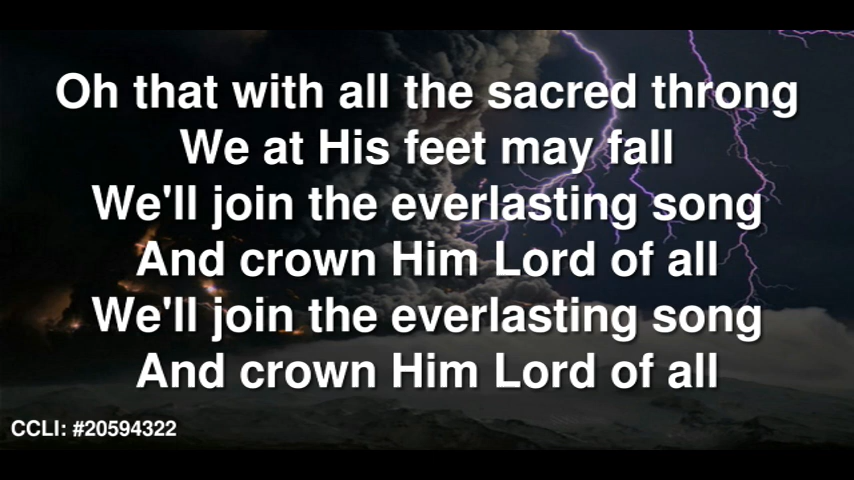 Oh that with all the sacred throng
We at His feet may fall
We'll join the everlasting song
And crown Him Lord of all
We'll join the everlasting song
And crown Him Lord of all
CCLI: #20594322